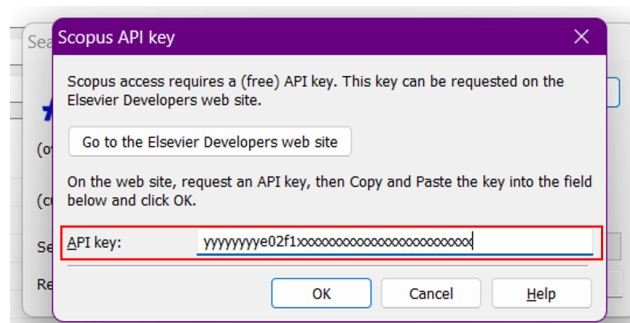 Scopus API key
Scopus access requires a (free) API key. This key can be requested on the
Elsevier Developers web site.
Go to the Elsevier Developers web site
On the web site, request an API key, then Copy and Paste the key into the field
below and click OK.
API key: yyyyyyyye02f1xxxxxxxxxxxxxxxxxxxxxxxxx
OK Cancel Help